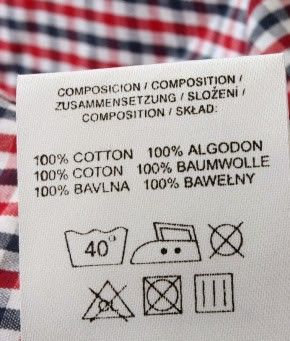 COMPOSICION / COMPOSITION /
ZUSAMMENSETZUNG / SLOŽENÍ /
COMPOSITION / SKŁAD:
100% COTTON 100% ALGODON
100% COTON 100% BAUMWOLLE
100% BAVLNA 100% BAWEŁNY
40°